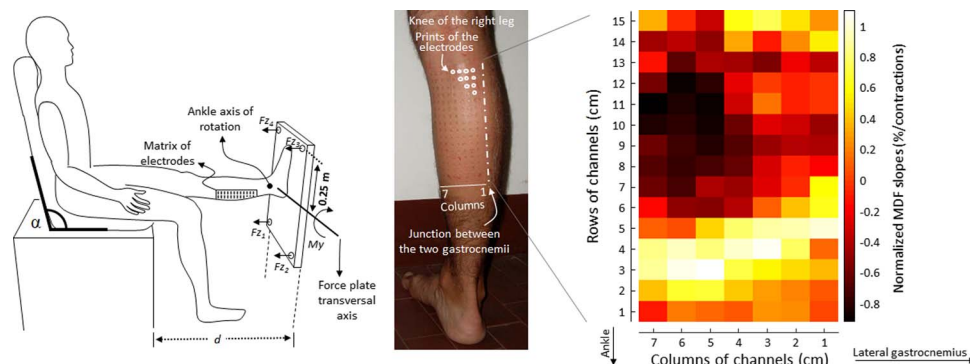 Ankle axis of
rotation
Matrix of
electrodes
Fz4
Fz3
0.25 m
α
Fz1
My
Fz2
Force plate
transversal
axis
d
Knee of the right leg
Prints of the
electrodes
7
1
Columns
Junction between
the two gastrocnemii
Rows of channels (cm)
15
14
13
12
11
10
9
8
7
6
5
4
3
2
1
7 6 5 4 3 2 1
Columns of channels (cm)
Ankle
Lateral gastrocnemius
1
0.8
0.6
0.4
0.2
0
-0.2
-0.4
-0.6
-0.8
Normalized MDF slopes (%/contractions)